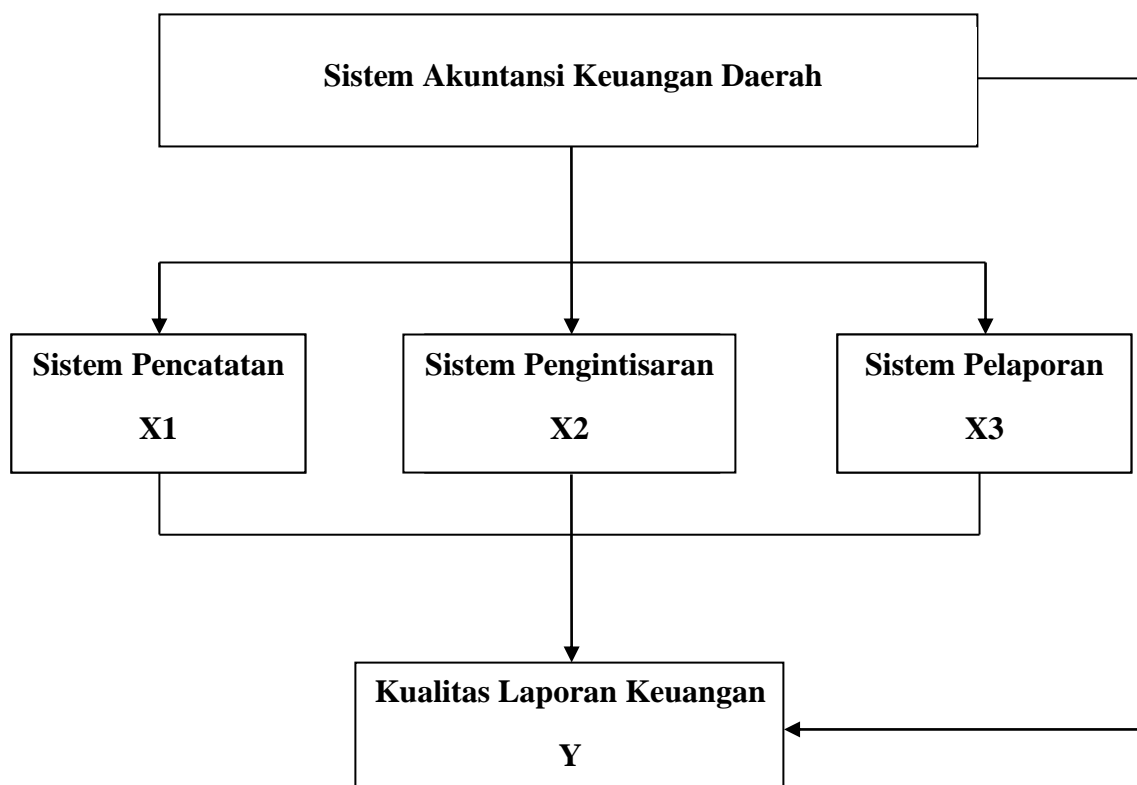 Sistem Akuntansi Keuangan Daerah
Sistem Pencatatan
X1
Sistem Pengintisaran
X2
Sistem Pelaporan
X3
Kualitas Laporan Keuangan
Y